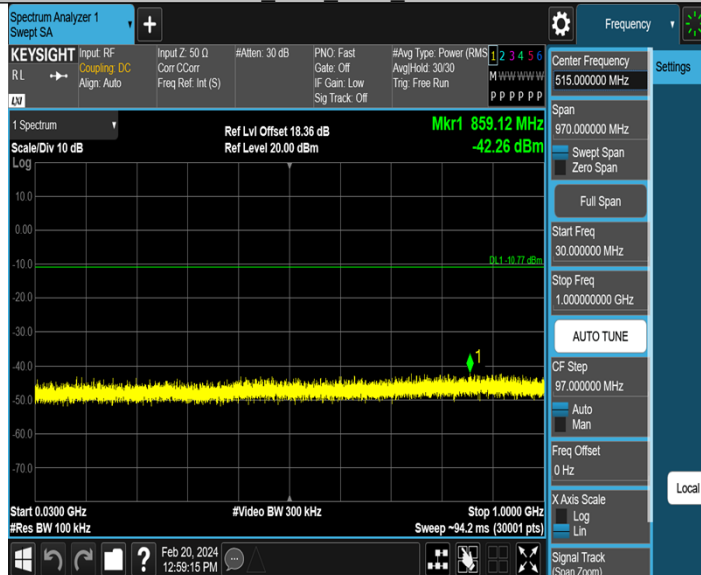 Spectrum Analyzer 1
Swept SA
Frequency
KEYSIGHT
RL
LXI
Input: RF
Coupling: DC
Align: Auto
Input Z: 50 Ω
Corr CCorr
Freq Ref: Int (S)
#Atten: 30 dB
PNO: Fast
Gate: Off
IF Gain: Low
Sig Track: Off
#Avg Type: Power (RMS
Avg|Hold: 30/30
Trig: Free Run
1 2 3 4 5 6
M W W W W W
P P P P P P
1 Spectrum
Scale/Div 10 dB
Log
Ref Lvl Offset 18.36 dB
Ref Level 20.00 dBm
Mkr1 859.12 MHz
-42.26 dBm
10.0
0.00
-10.0
DL1 -10.77 dBm
-20.0
-30.0
-40.0
1
-50.0
-60.0
-70.0
Start 0.0300 GHz
#Res BW 100 kHz
#Video BW 300 kHz
Stop 1.0000 GHz
Sweep ~94.2 ms (30001 pts)
Feb 20, 2024
12:59:15 PM
Center Frequency
515.000000 MHz
Span
970.000000 MHz
Swept Span
Zero Span
Full Span
Start Freq
30.000000 MHz
Stop Freq
1.000000000 GHz
AUTO TUNE
CF Step
97.000000 MHz
Auto
Man
Freq Offset
0 Hz
X Axis Scale
Log
Lin
Signal Track
(Span Zoom)
Settings
Local